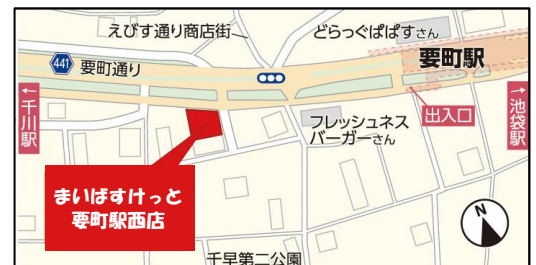 えびす通り商店街
どらっぐぱぱすさん
要町駅
441
要町通り
←千川駅
→池袋駅
出入口
フレッシュネス
バーガーさん
まいばすけっと
要町駅西店
N
千早第二公園